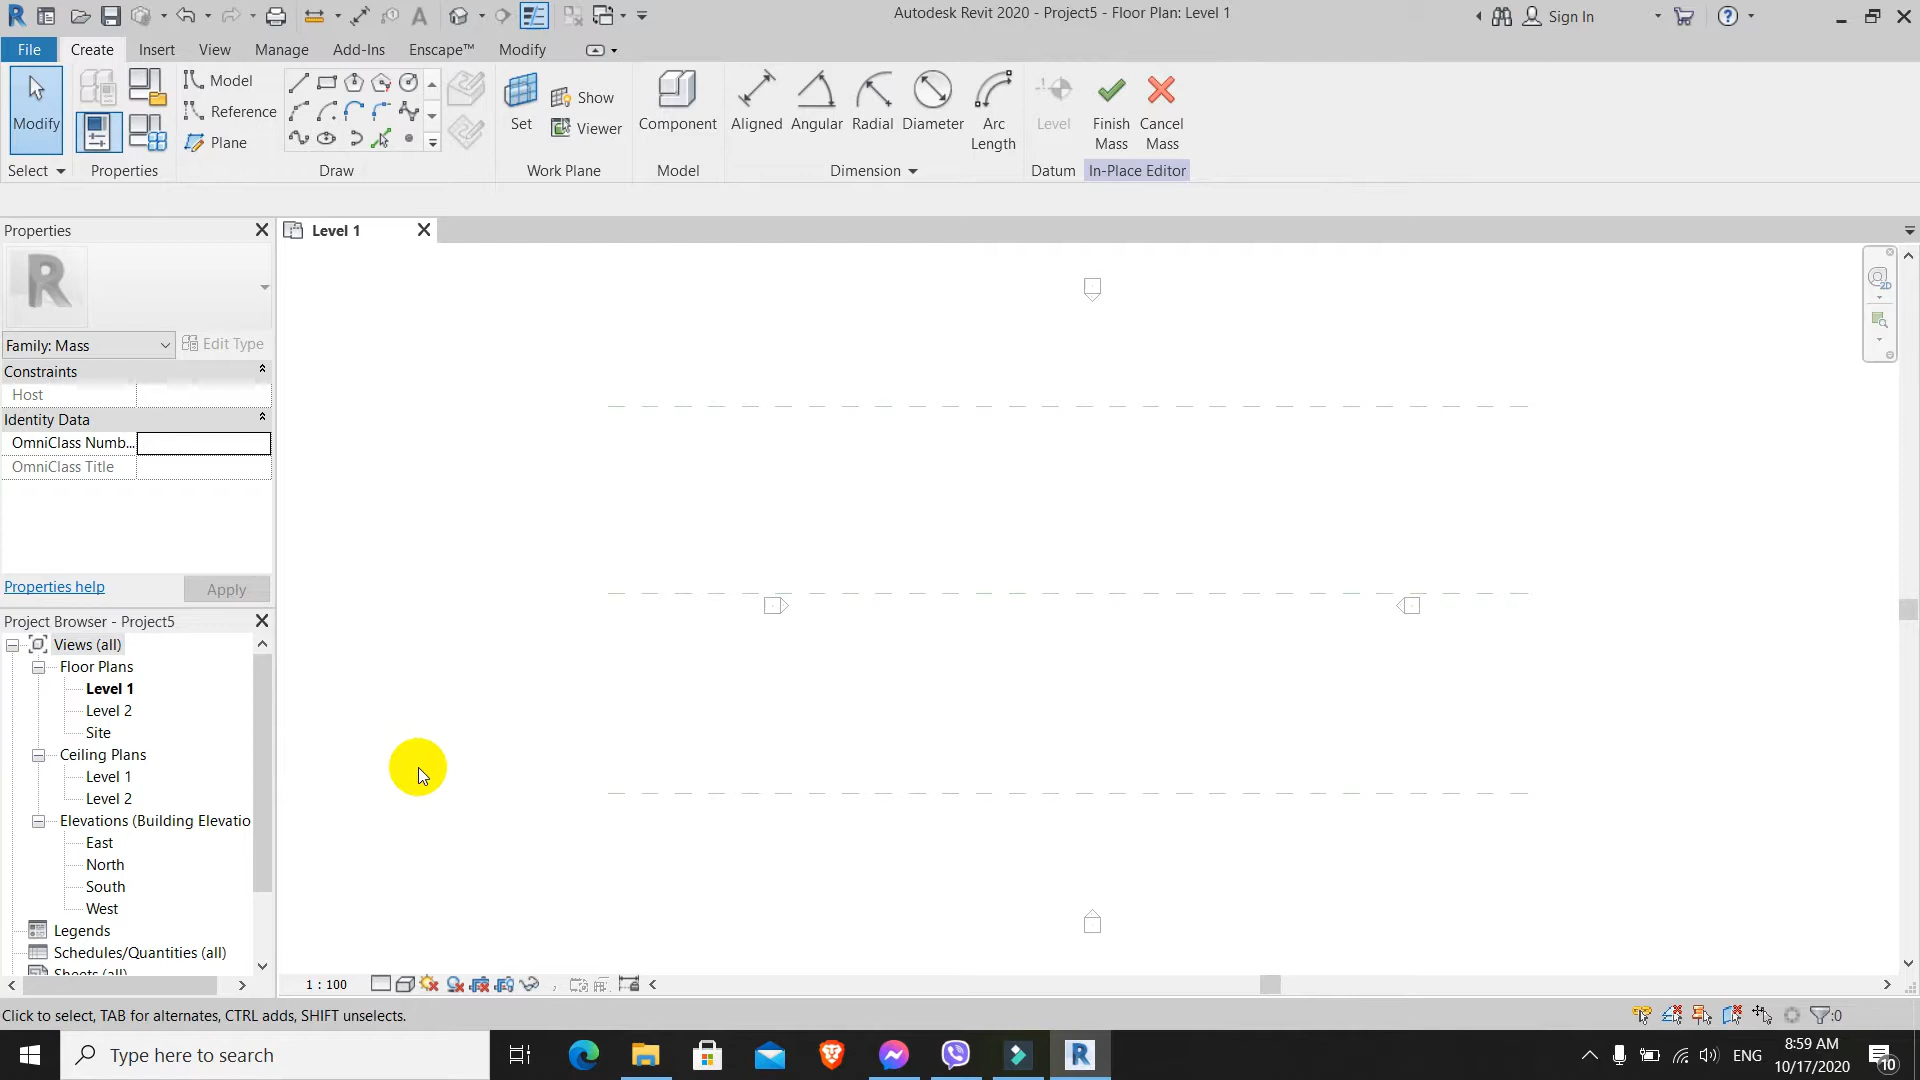 Autodesk Revit 2020 - Project5 - Floor Plan: Level 1
Sign In
File Create Insert View Manage Add-Ins Enscape™ Modify
Modify
Model
Reference
Plane
Set
Show
Viewer
Component
Aligned Angular Radial Diameter Arc Length
Level
Finish Mass
Cancel Mass
Select Properties Draw Work Plane Model Dimension Datum In-Place Editor
Properties
Level 1
Family: Mass
Edit Type
Constraints
Host
Identity Data
OmniClass Numb...
OmniClass Title
Properties help
Apply
Project Browser - Project5
Views (all)
Floor Plans
Level 1
Level 2
Site
Ceiling Plans
Level 1
Level 2
Elevations (Building Elevatio
East
North
South
West
Legends
Schedules/Quantities (all)
Sheets (all)
1 : 100
2D
Click to select, TAB for alternates, CTRL adds, SHIFT unselects.
:0
Type here to search
ENG
8:59 AM
10/17/2020
10